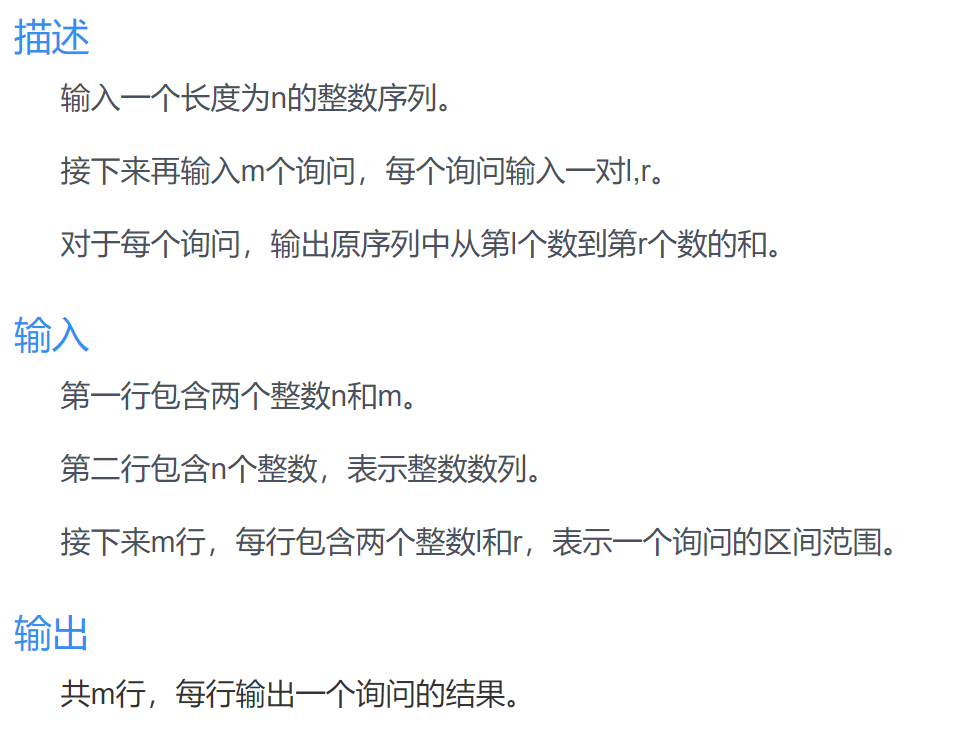 描述
输入一个长度为n的整数序列。
接下来再输入m个询问，每个询问输入一对l,r。
对于每个询问，输出原序列中从第l个数到第r个数的和。
输入
第一行包含两个整数n和m。
第二行包含n个整数，表示整数数列。
接下来m行，每行包含两个整数l和r，表示一个询问的区间范围。
输出
共m行，每行输出一个询问的结果。